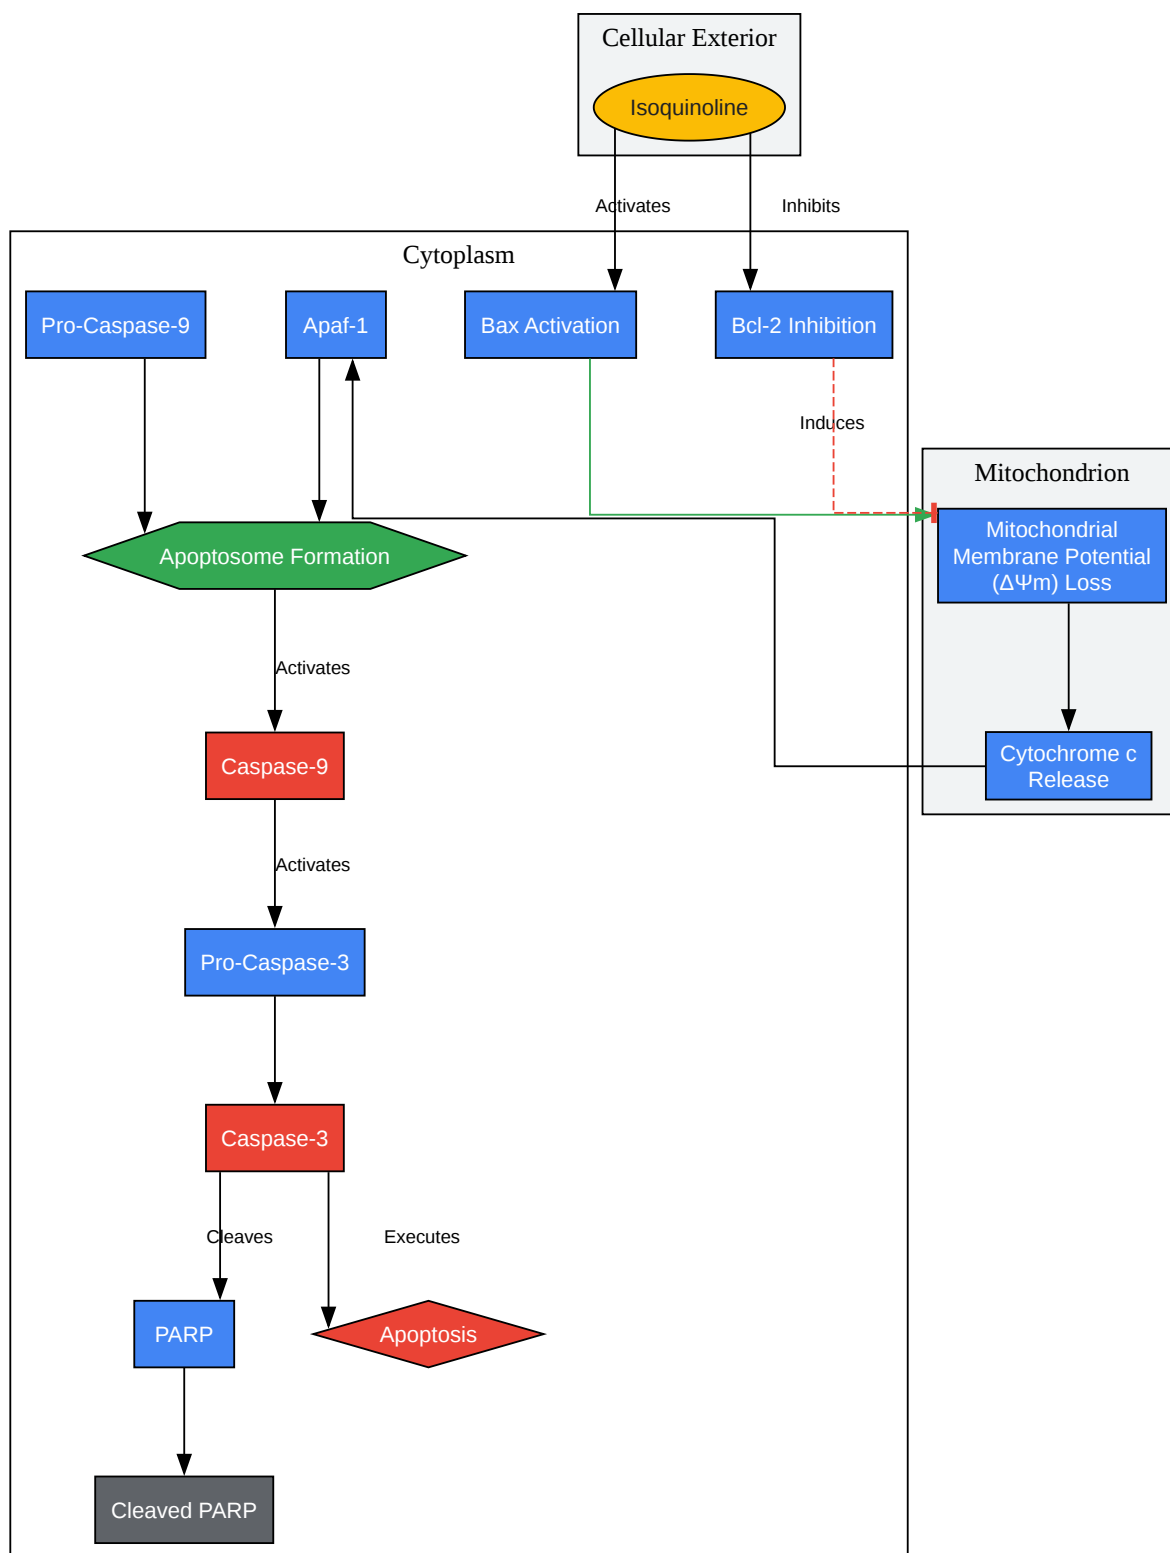 Cellular Exterior
Isoquinoline
Activates
Inhibits
Cytoplasm
Pro-Caspase-9
Apaf-1
Bax Activation
Bcl-2 Inhibition
Induces
Mitochondrion
Mitochondrial
Membrane Potential
(ΔΨm) Loss
Apoptosome Formation
Activates
Caspase-9
Cytochrome c
Release
Activates
Pro-Caspase-3
Caspase-3
Cleaves
Executes
PARP
Apoptosis
Cleaved PARP